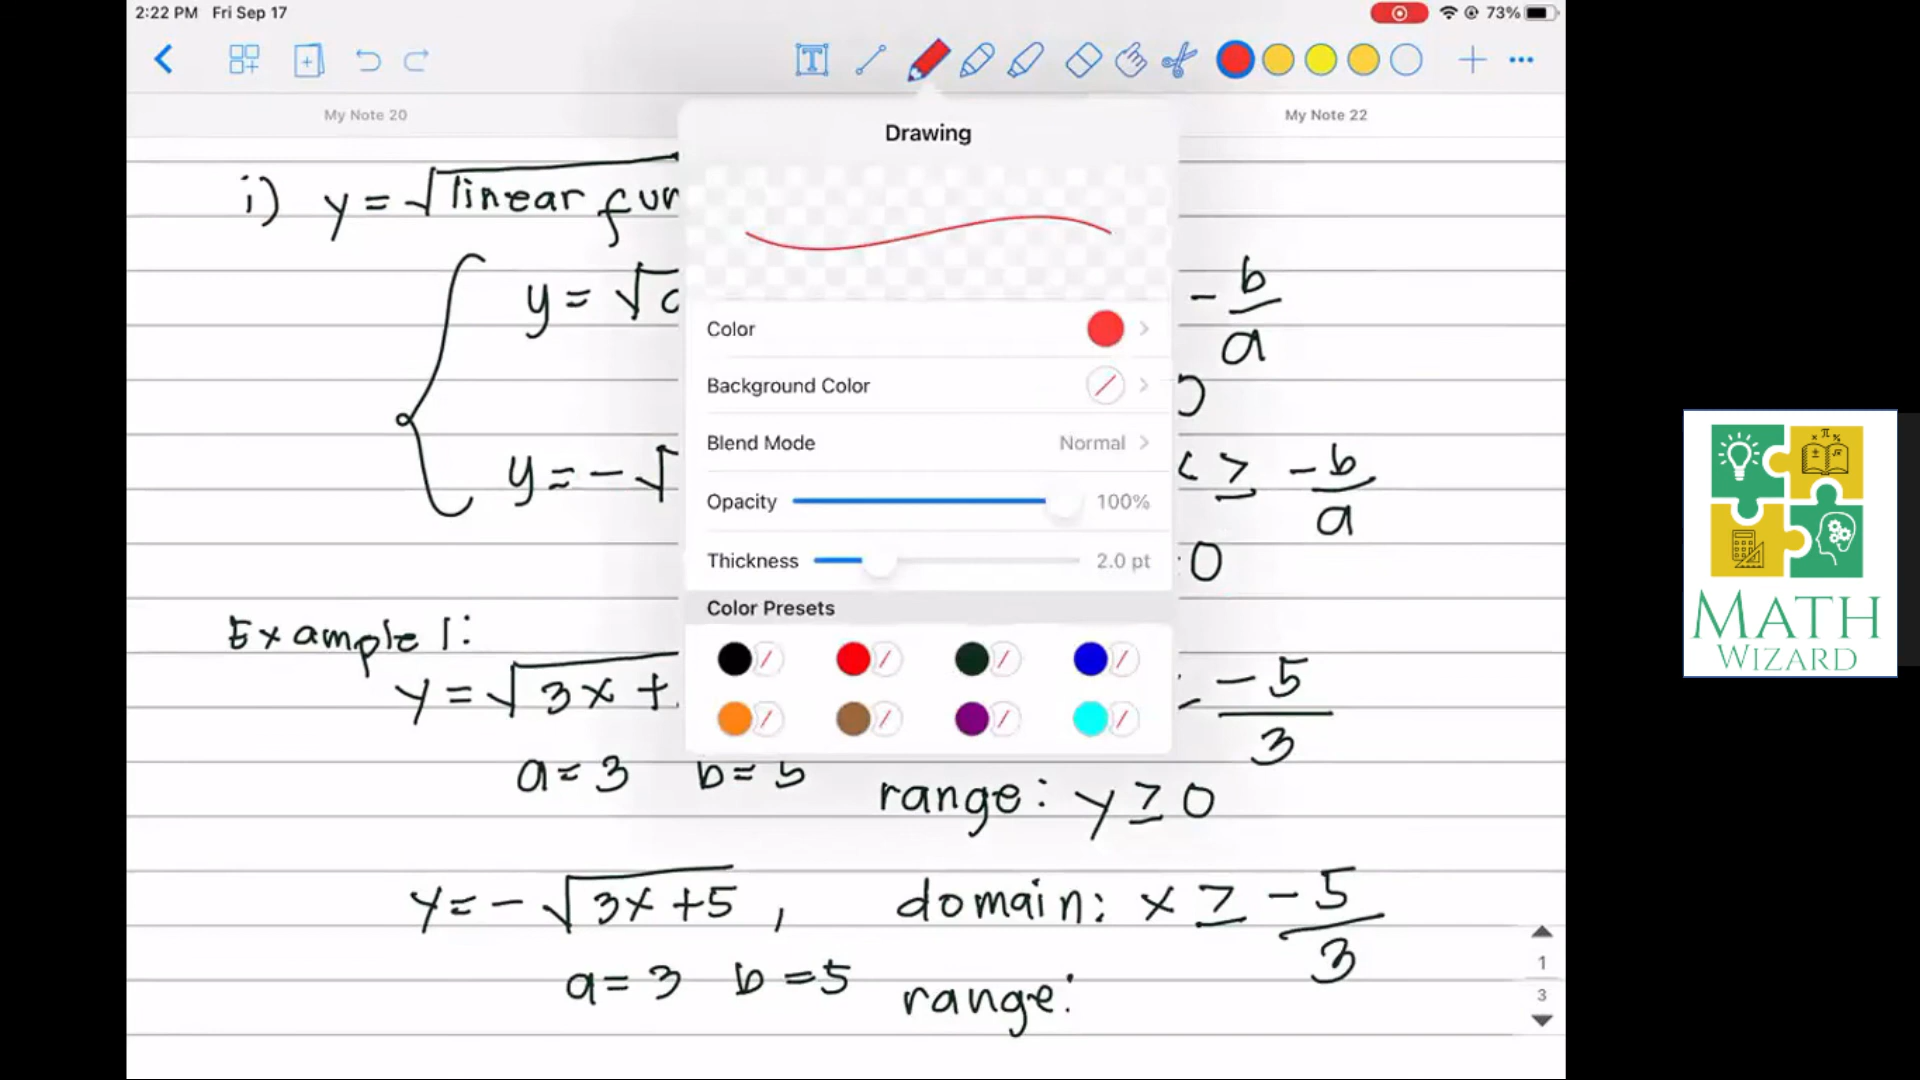 2:22 PM Fri Sep 17 73%
My Note 20 My Note 22
Drawing
Color
Background Color
Blend Mode Normal
Opacity 100%
Thickness 2.0 pt
Color Presets
i) y = √linear fun
y = √a - b/a
0
y = - √ x ≥ - b/a
0
Example 1:
y = √3x + - 5/3
a = 3 b = 5
range: y ≥ 0
y = - √3x + 5 , domain: x ≥ - 5/3
a = 3 b = 5 range:
1
3
MATH
WIZARD